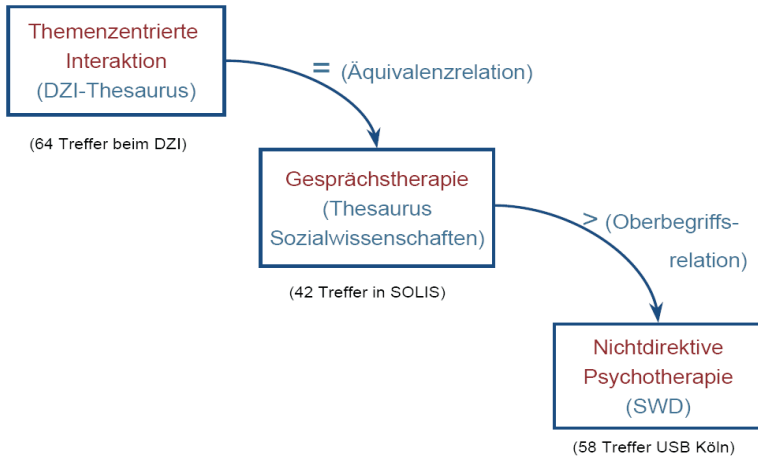 Themenzentrierte
Interaktion
(DZI-Thesaurus)
(64 Treffer beim DZI)
= (Äquivalenzrelation)
Gesprächstherapie
(Thesaurus
Sozialwissenschaften)
(42 Treffer in SOLIS)
> (Oberbegriffs-
relation)
Nichtdirektive
Psychotherapie
(SWD)
(58 Treffer USB Köln)